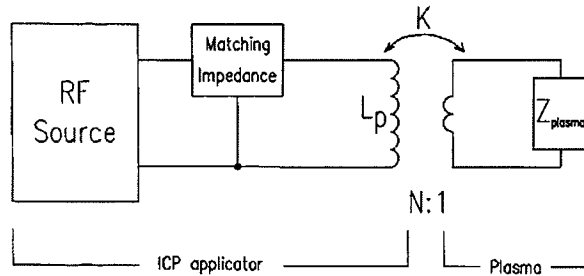 RF
Source
Matching
Impedance
K
Lp
Zplasma
N:1
ICP applicator
Plasma